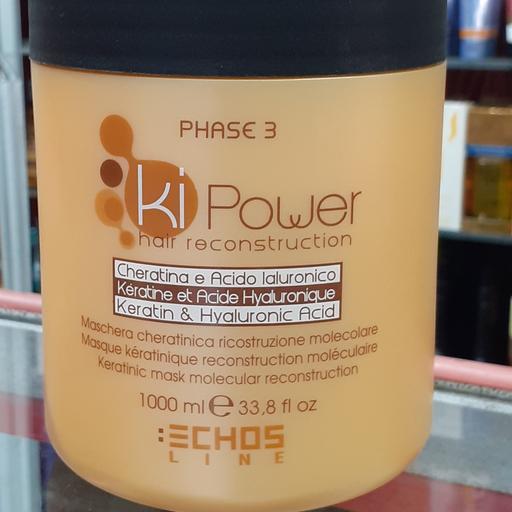 PHASE 3
Ki Power
hair reconstruction
Cheratina e Acido Ialuronico
Kératine et Acide Hyaluronique
Keratin & Hyaluronic Acid
Maschera cheratinica ricostruzione molecolare
Masque kératinique reconstruction moléculaire
Keratinic mask molecular reconstruction
1000 ml ℮ 33,8 fl oz
ECHOS
LINE